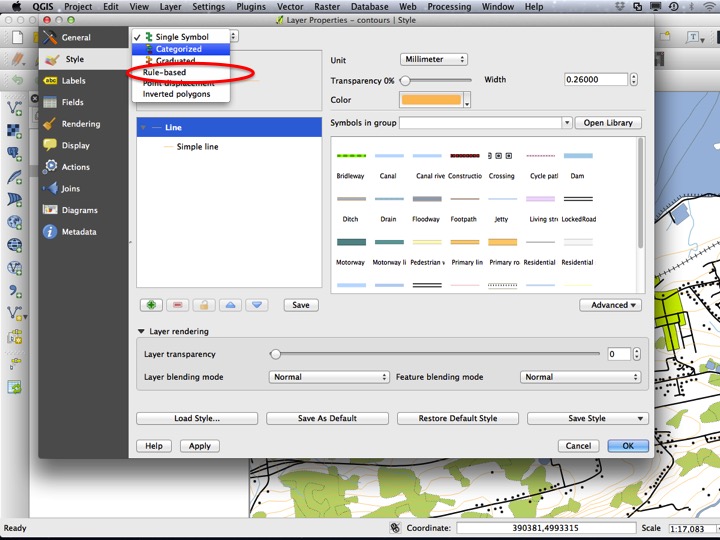 QGIS Project Edit View Layer Settings Plugins Vector Raster Database Web Processing Window Help
Layer Properties - contours | Style
General
Style
Labels
Fields
Rendering
Display
Actions
Joins
Diagrams
Metadata
Single Symbol
Categorized
Graduated
Rule-based
Point displacement
Inverted polygons
Unit Millimeter
Transparency 0% Width 0.26000
Color
Symbols in group Open Library
Line
Simple line
Bridleway Canal Canal rive Constructio Crossing Cycle patl Dam
Ditch Drain Floodway Footpath Jetty Living stre LockedRoad
Motorway Motorway li Pedestrian v Primary lin Primary ro Residential Residential
Save Advanced
Layer rendering
Layer transparency 0
Layer blending mode Normal Feature blending mode Normal
Load Style... Save As Default Restore Default Style Save Style
Help Apply Cancel OK
Ready Coordinate: 390381,4993315 Scale 1:17,083